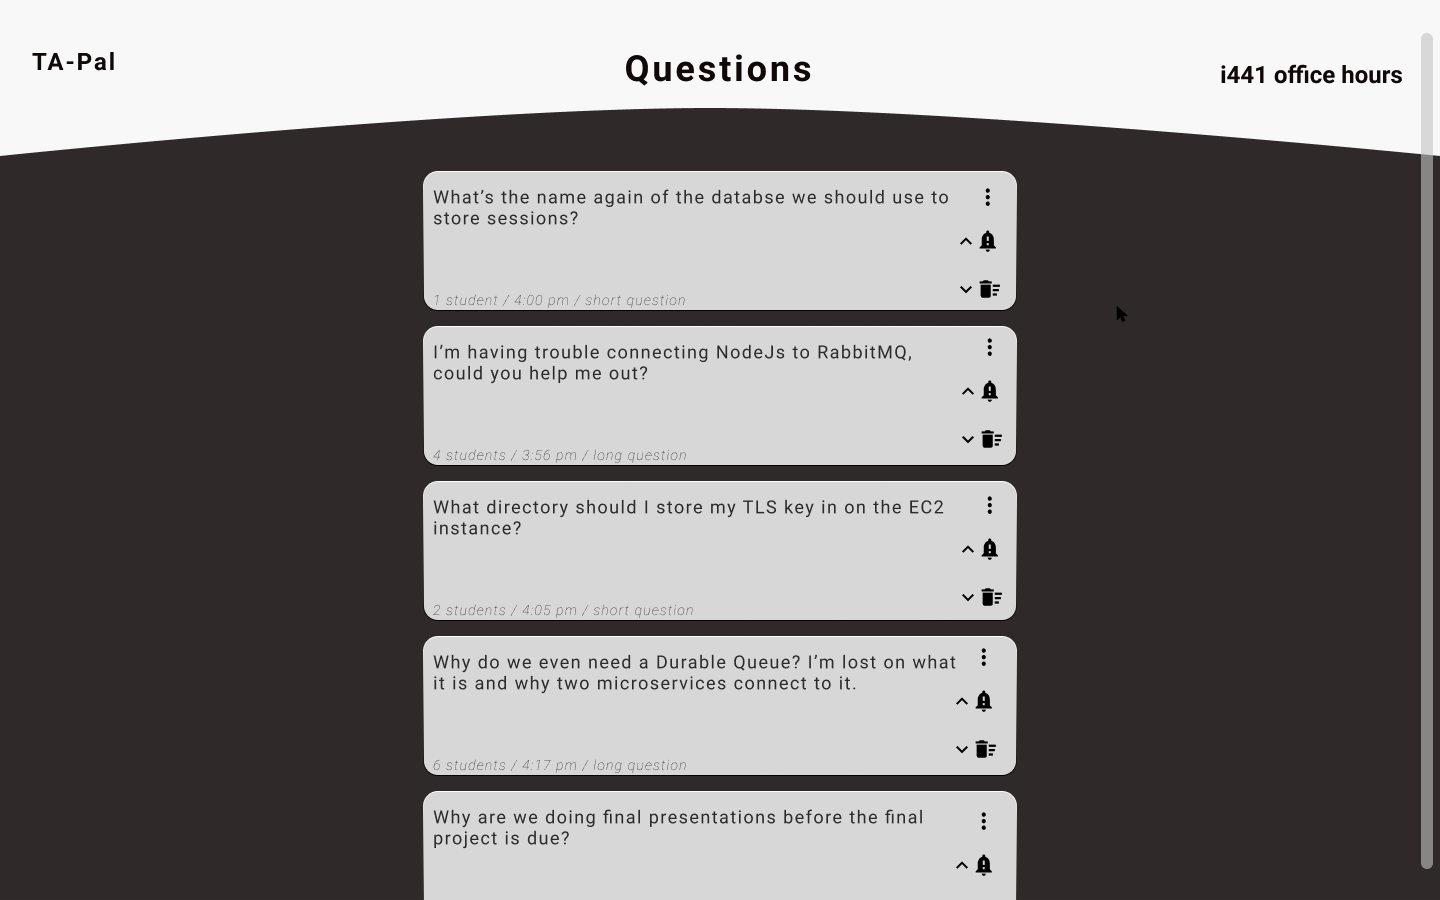 TA-Pal
Questions
i441 office hours
What’s the name again of the databse we should use to
store sessions?
1 student / 4:00 pm / short question
I’m having trouble connecting NodeJs to RabbitMQ,
could you help me out?
4 students / 3:56 pm / long question
What directory should I store my TLS key in on the EC2
instance?
2 students / 4:05 pm / short question
Why do we even need a Durable Queue? I’m lost on what
it is and why two microservices connect to it.
6 students / 4:17 pm / long question
Why are we doing final presentations before the final
project is due?